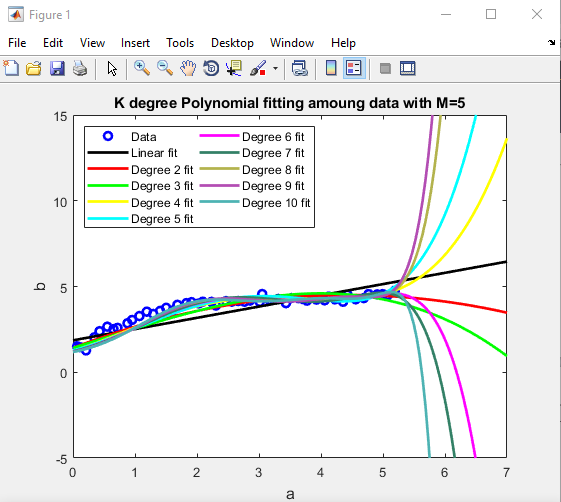 Figure 1
File Edit View Insert Tools Desktop Window Help
K degree Polynomial fitting amoung data with M=5
Data
Linear fit
Degree 2 fit
Degree 3 fit
Degree 4 fit
Degree 5 fit
Degree 6 fit
Degree 7 fit
Degree 8 fit
Degree 9 fit
Degree 10 fit
15
10
5
0
-5
b
0 1 2 3 4 5 6 7
a